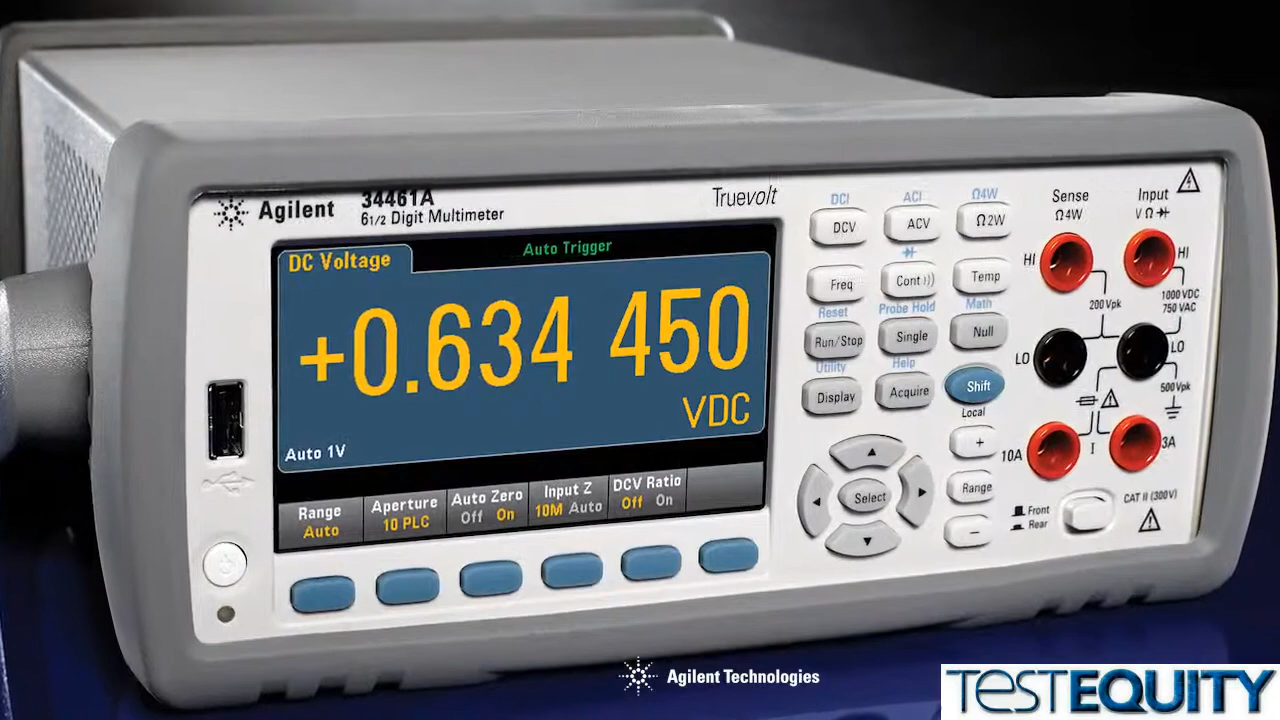 Agilent
34461A
6½ Digit Multimeter
Truevolt
DC Voltage
Auto Trigger
+0.634 450
VDC
Auto 1V
Range
Auto
Aperture
10 PLC
Auto Zero
Off On
Input Z
10M Auto
DCV Ratio
Off On
DCI
DCV
ACI
ACV
Ω4W
Ω2W
Freq
Cont )))
Temp
Reset
Run/Stop
Probe Hold
Single
Math
Null
Utility
Display
Help
Acquire
Shift
Local
+
Range
−
Select
Sense
Ω4W
Input
V Ω
HI
HI
200 Vpk
1000 VDC
750 VAC
LO
LO
500 Vpk
10A
I
3A
Front
Rear
CAT II (300V)
Agilent Technologies
TESTEQUITY